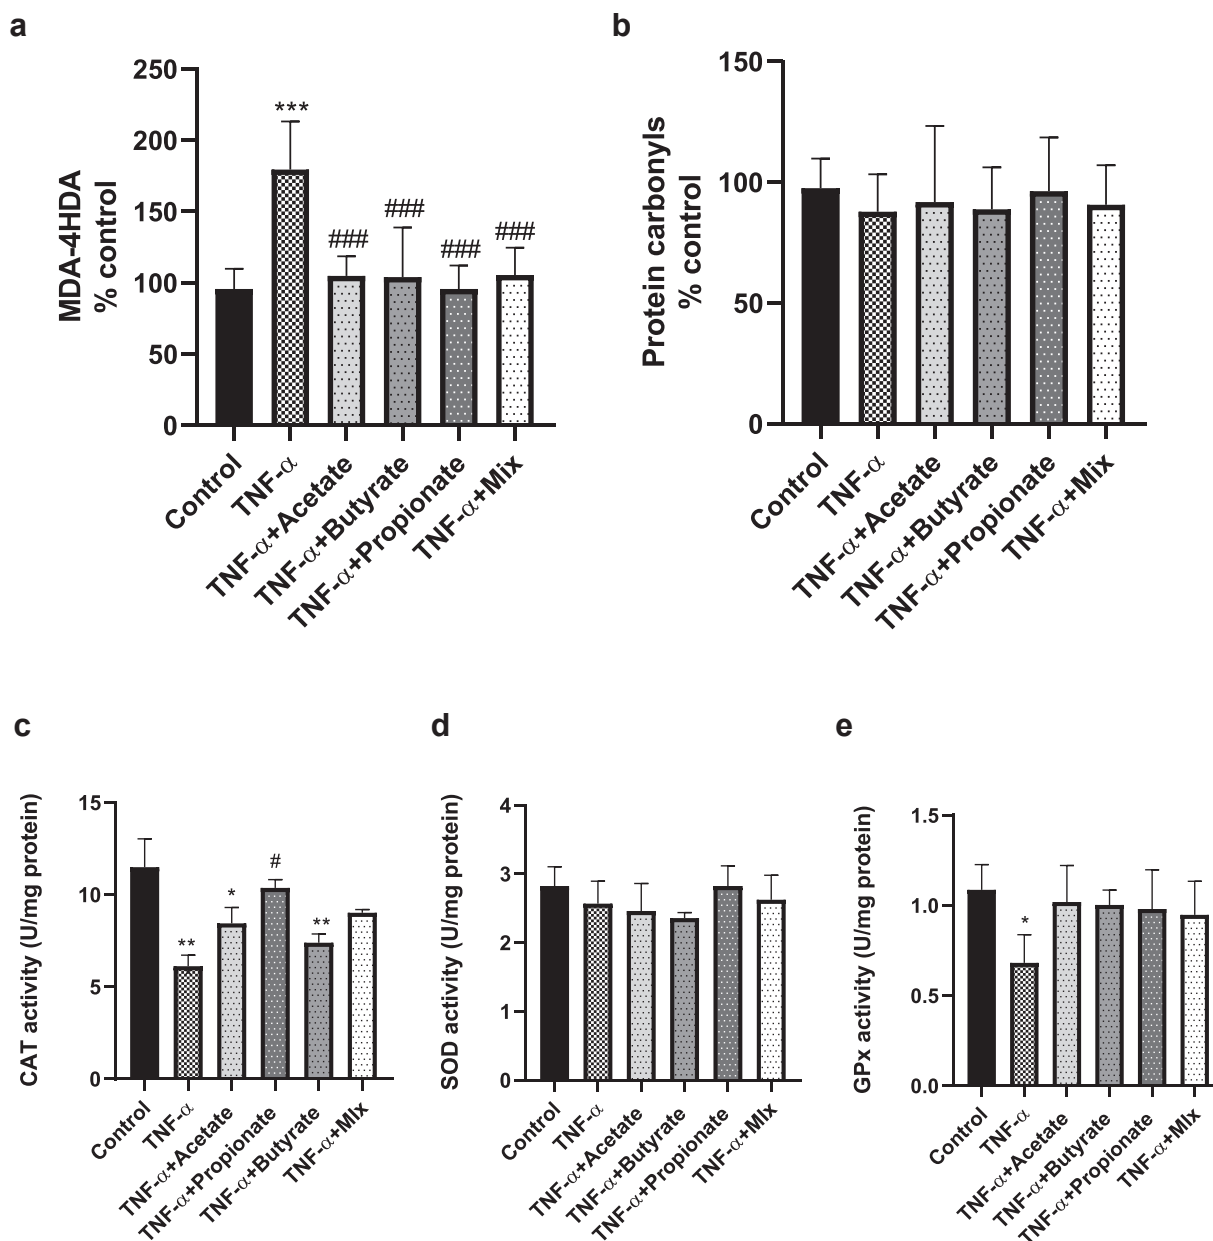 a
MDA-4HDA
% control
250
200
150
100
50
0
***
###
###
###
###
Control
TNF-α
TNF-α+Acetate
TNF-α+Butyrate
TNF-α+Propionate
TNF-α+Mix
b
Protein carbonyls
% control
150
100
50
0
Control
TNF-α
TNF-α+Acetate
TNF-α+Butyrate
TNF-α+Propionate
TNF-α+Mix
c
CAT activity (U/mg protein)
15
10
5
0
**
*
#
**
Control
TNF-α
TNF-α+Acetate
TNF-α+Propionate
TNF-α+Butyrate
TNF-α+MIx
d
SOD activity (U/mg protein)
4
3
2
1
0
Control
TNF-α
TNF-α+Acetate
TNF-α+Butyrate
TNF-α+Propionate
TNF-α+MIx
e
GPx activity (U/mg protein)
1.5
1.0
0.5
0.0
*
Control
TNF-α
TNF-α+Acetate
TNF-α+Butyrate
TNF-α+Propionate
TNF-α+MIx